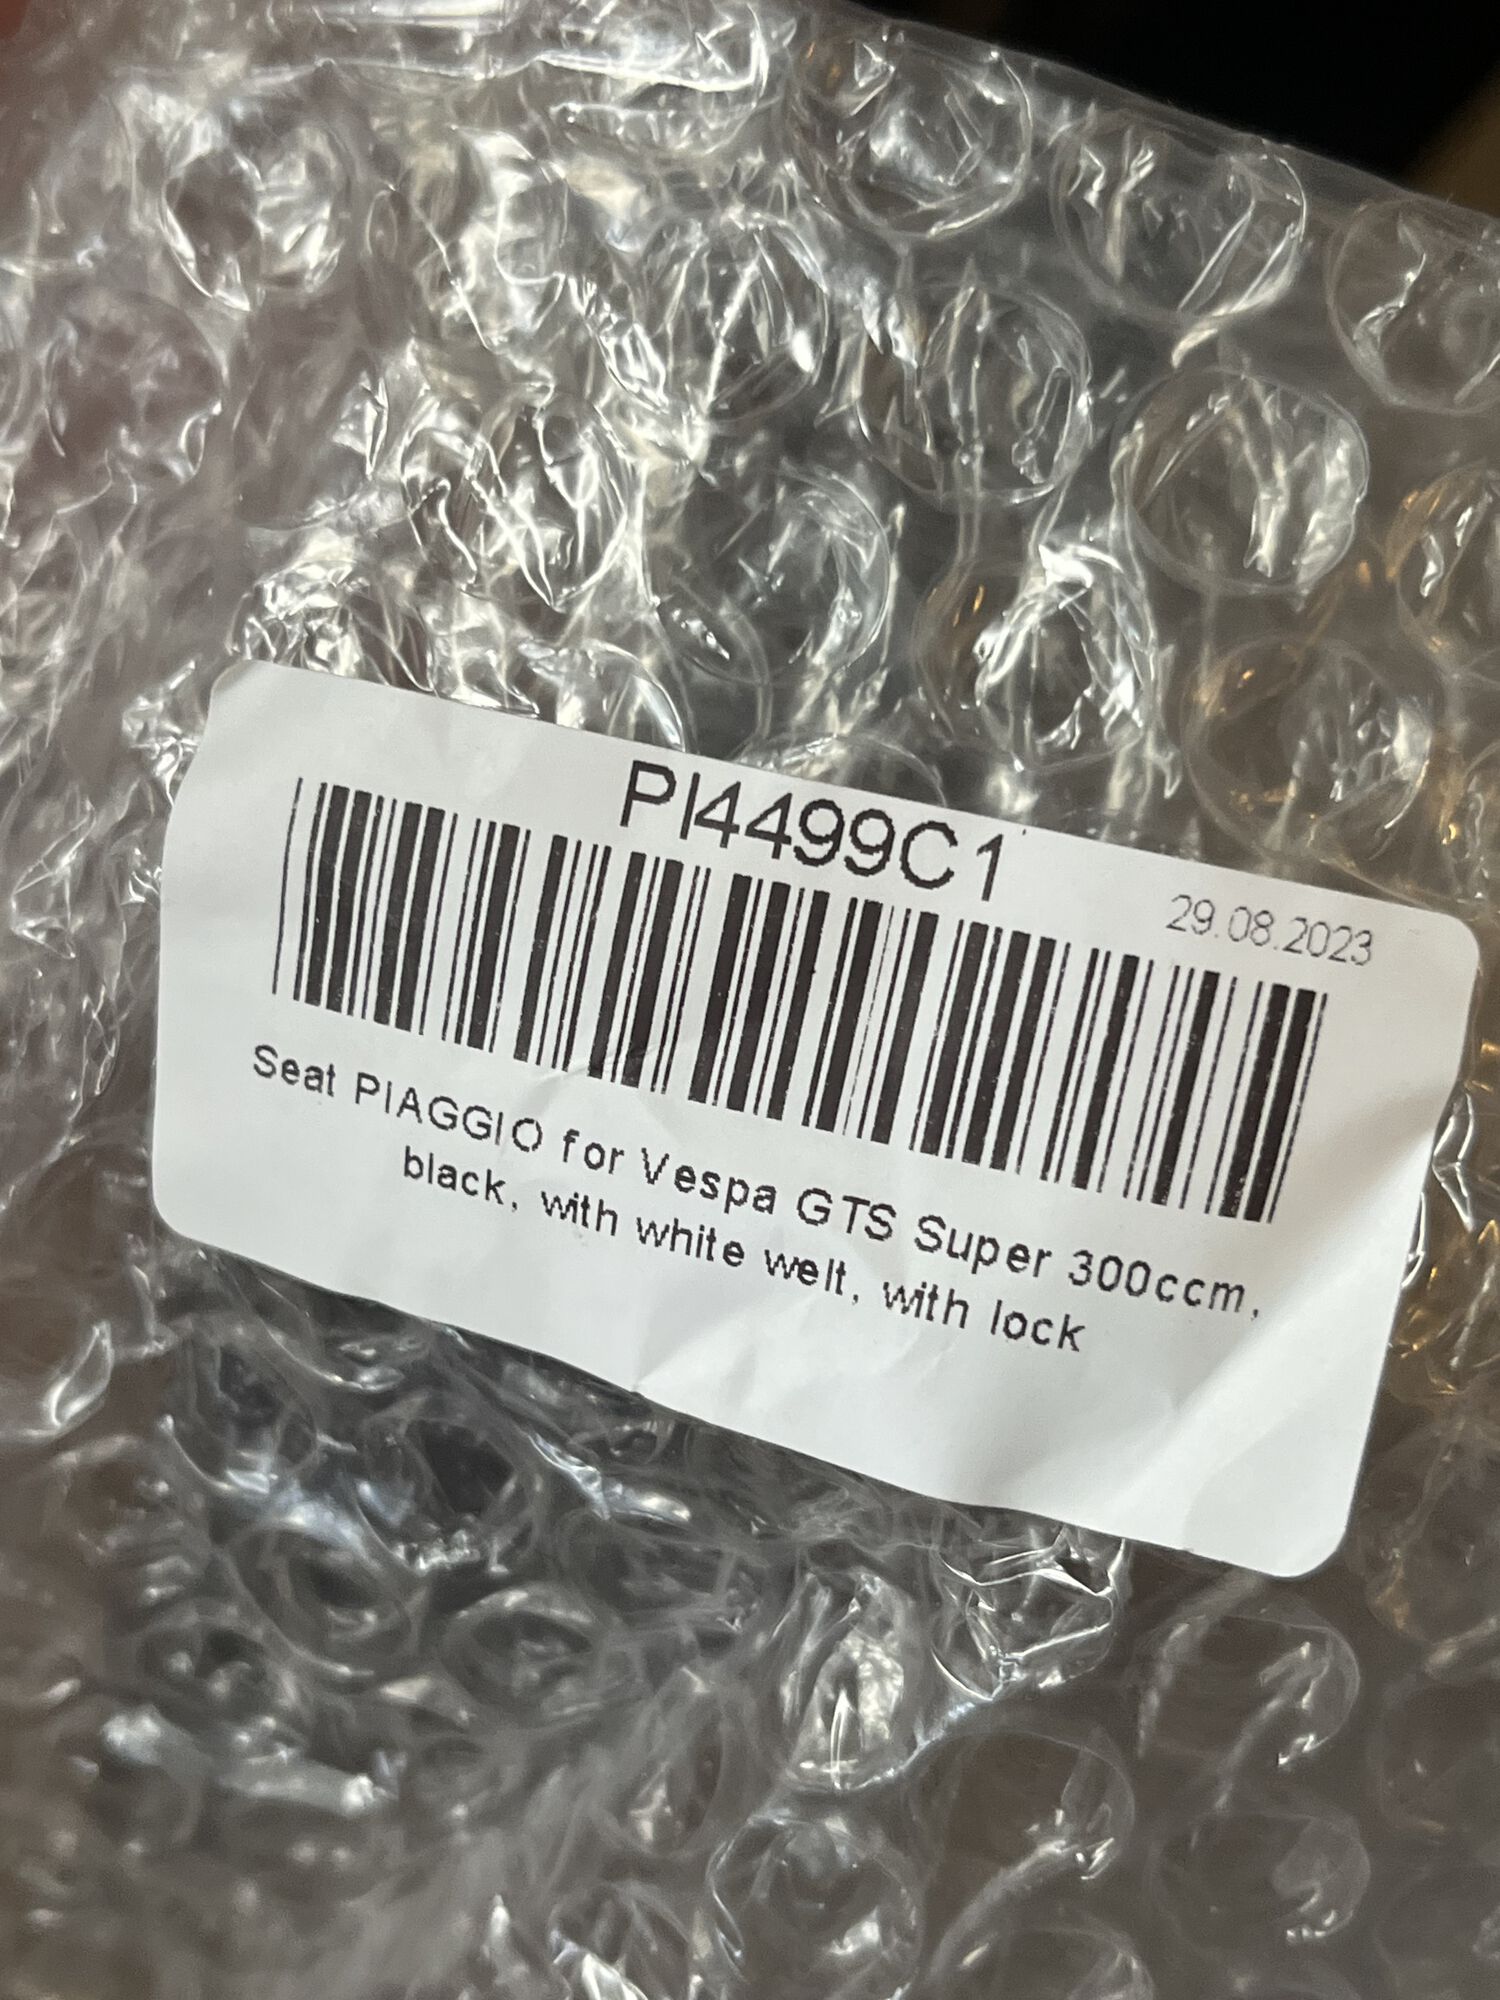 PI4499C1
29.08.2023
Seat PIAGGIO for Vespa GTS Super 300ccm,
black, with white welt, with lock